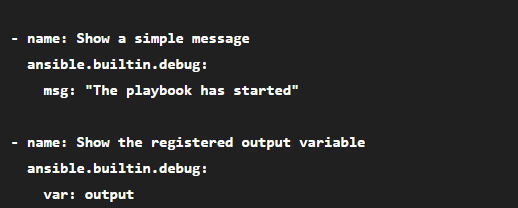 - name: Show a simple message
  ansible.builtin.debug:
    msg: "The playbook has started"

- name: Show the registered output variable
  ansible.builtin.debug:
    var: output